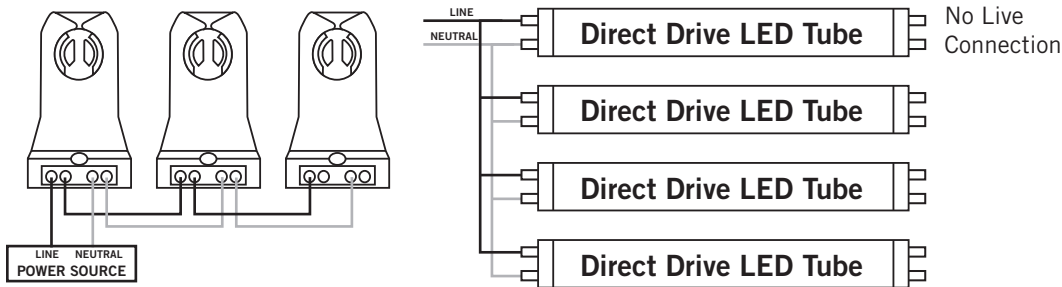 LINE NEUTRAL
POWER SOURCE
LINE
NEUTRAL
Direct Drive LED Tube
No Live
Connection
Direct Drive LED Tube
Direct Drive LED Tube
Direct Drive LED Tube